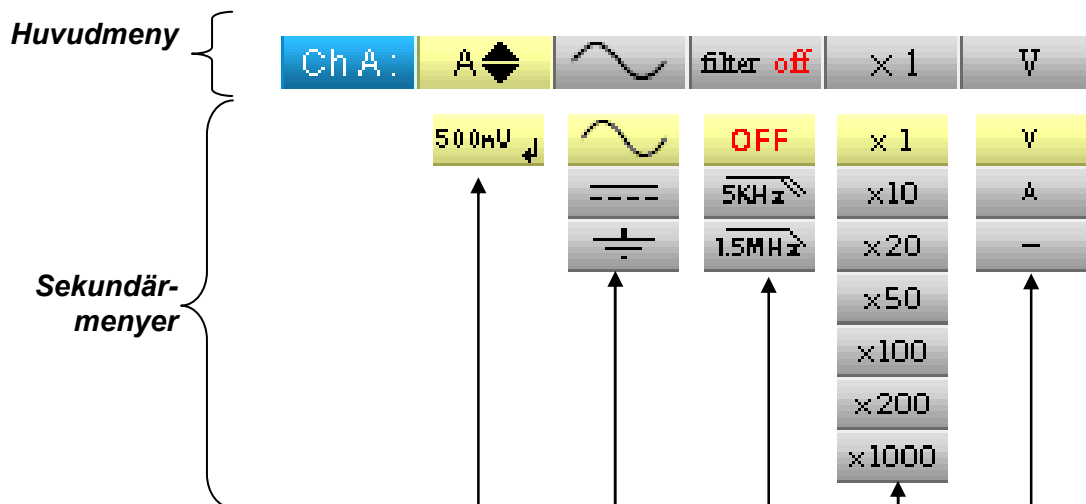 Huvudmeny
Ch A: A filter off × 1 V
500mV OFF × 1 V
5KHz ×10 A
1.5MHz ×20 –
Sekundär-
menyer
×50
×100
×200
×1000